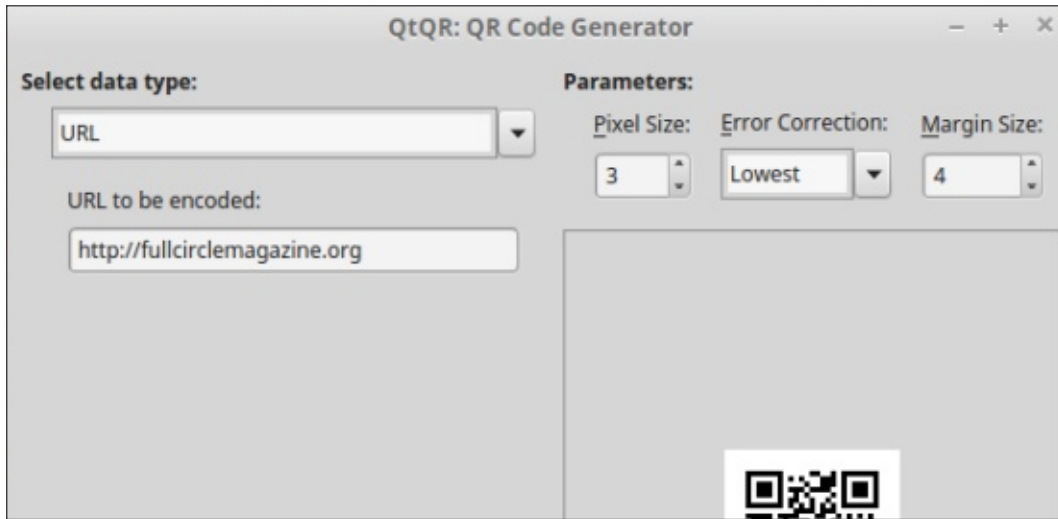 QtQR: QR Code Generator
Select data type:
URL
URL to be encoded:
http://fullcirclemagazine.org
Parameters:
Pixel Size: Error Correction: Margin Size:
3 Lowest 4